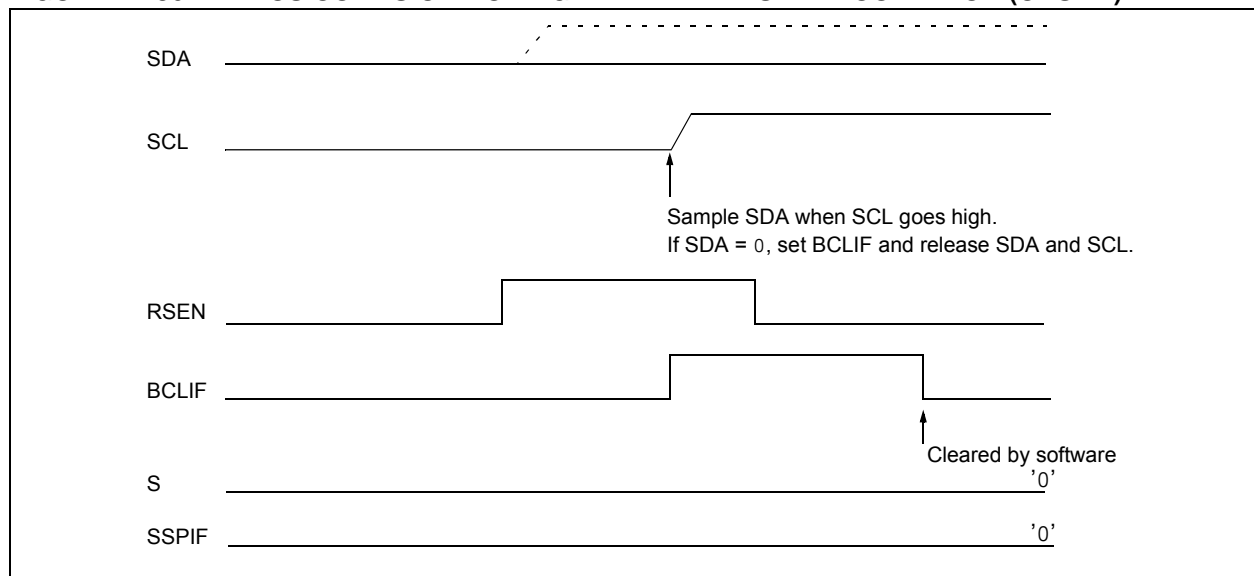 SDA
SCL
Sample SDA when SCL goes high.
If SDA = 0, set BCLIF and release SDA and SCL.
RSEN
BCLIF
Cleared by software
S
'0'
SSPIF
'0'